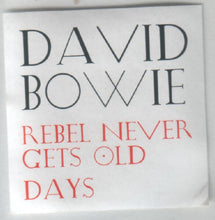 DAVID
BOWIE
REBEL NEVER
GETS OLD
DAYS